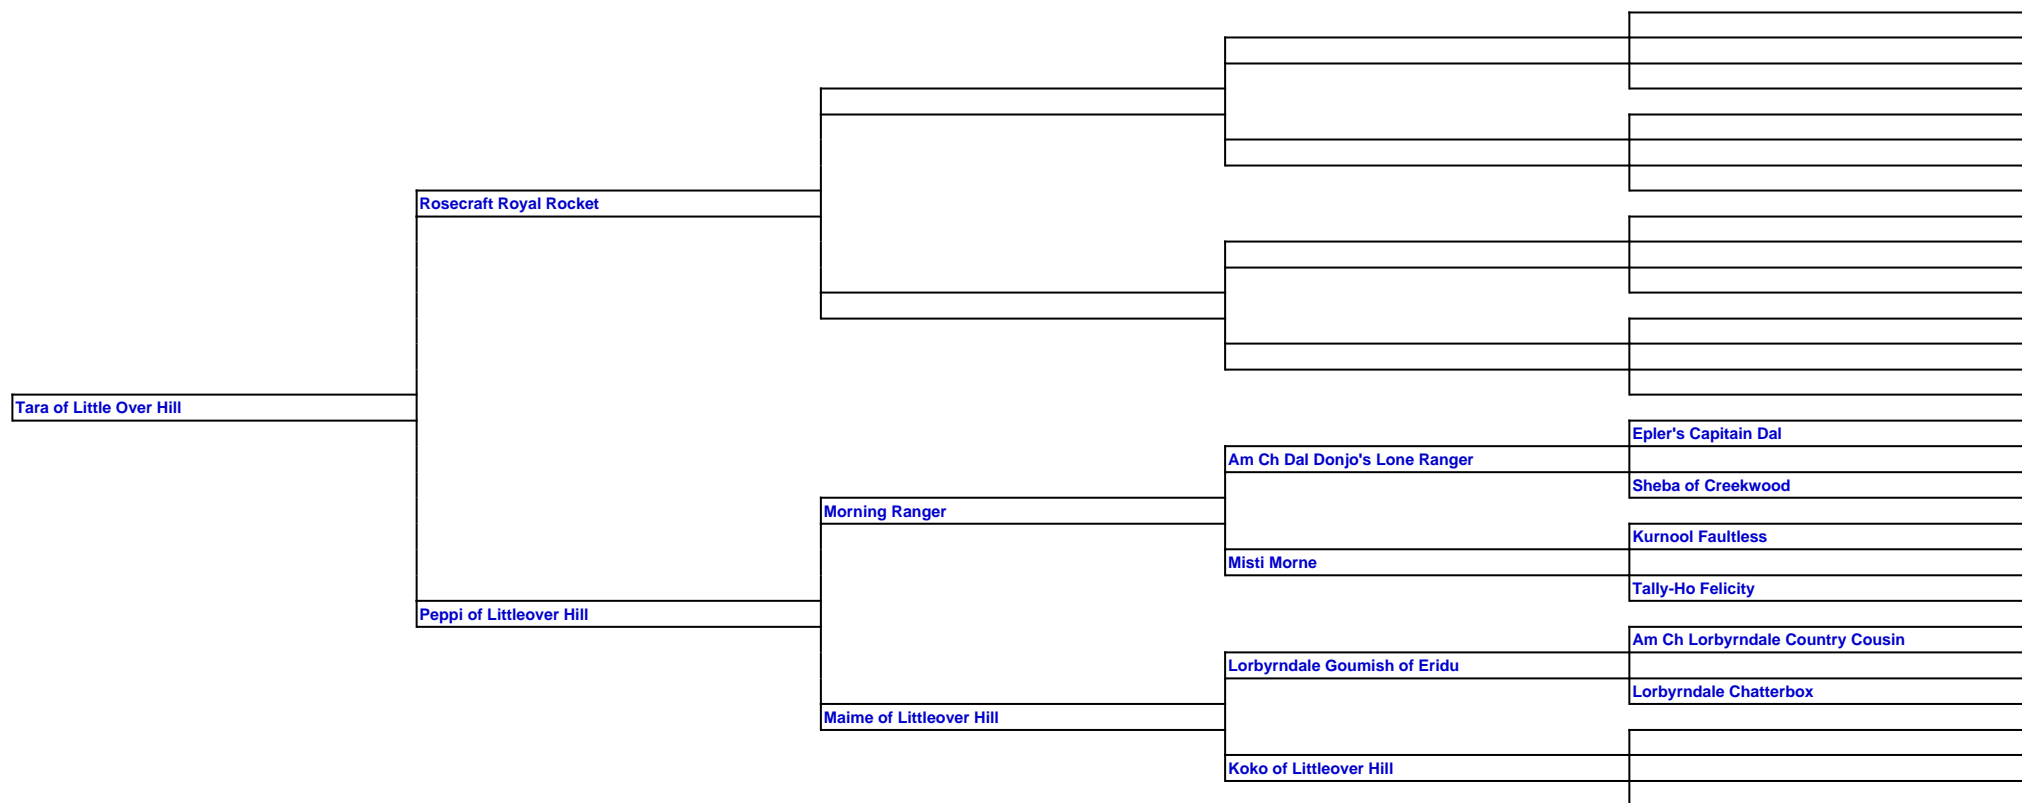 Rosecraft Royal Rocket
Tara of Little Over Hill
Epler's Capitain Dal
Am Ch Dal Donjo's Lone Ranger
Sheba of Creekwood
Morning Ranger
Kurnool Faultless
Misti Morne
Tally-Ho Felicity
Peppi of Littleover Hill
Am Ch Lorbyrndale Country Cousin
Lorbyrndale Goumish of Eridu
Lorbyrndale Chatterbox
Maime of Littleover Hill
Koko of Littleover Hill